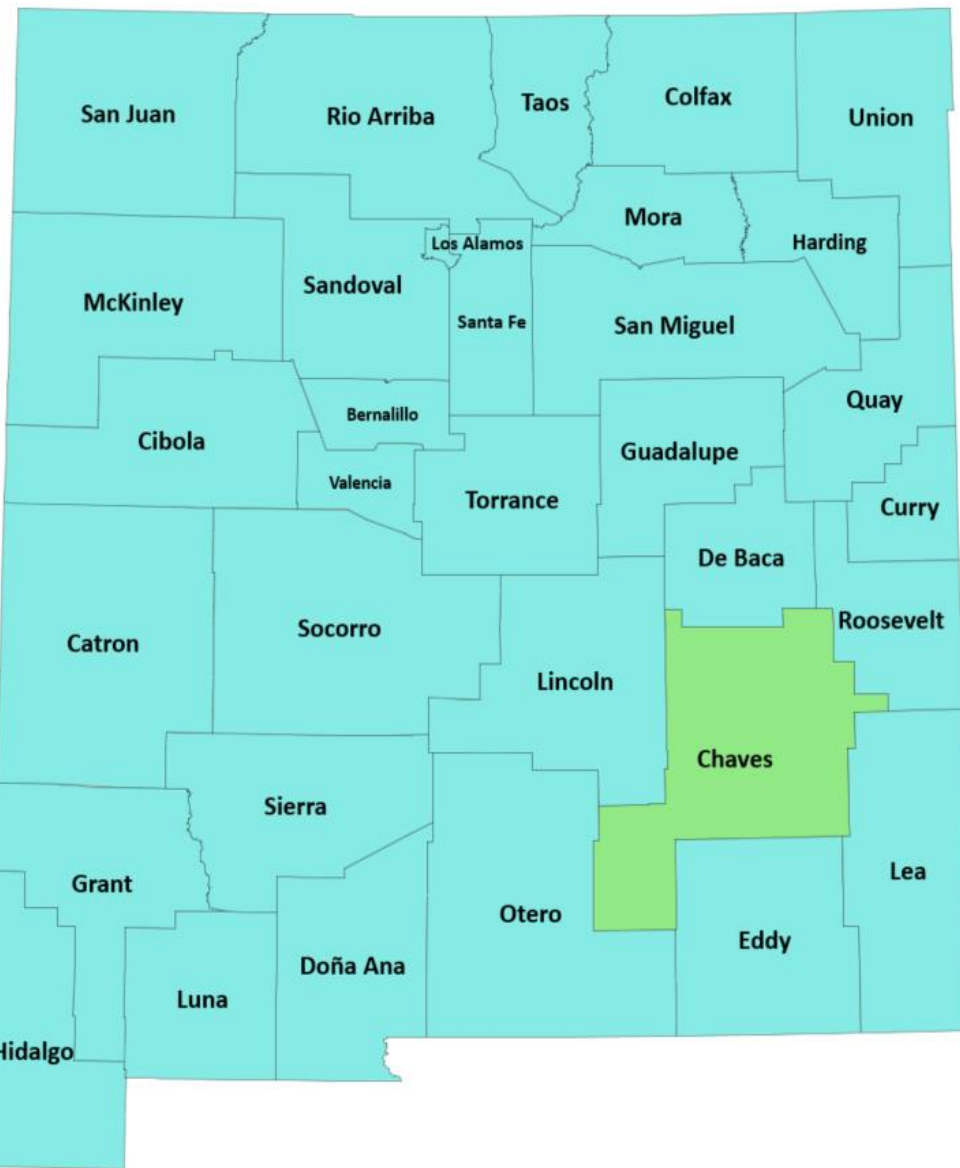 San Juan
Rio Arriba
Taos
Colfax
Union
Mora
Harding
Los Alamos
Sandoval
McKinley
Santa Fe
San Miguel
Quay
Bernalillo
Cibola
Guadalupe
Valencia
Torrance
Curry
De Baca
Roosevelt
Socorro
Catron
Lincoln
Chaves
Sierra
Lea
Grant
Otero
Eddy
Doña Ana
Luna
Hidalgo